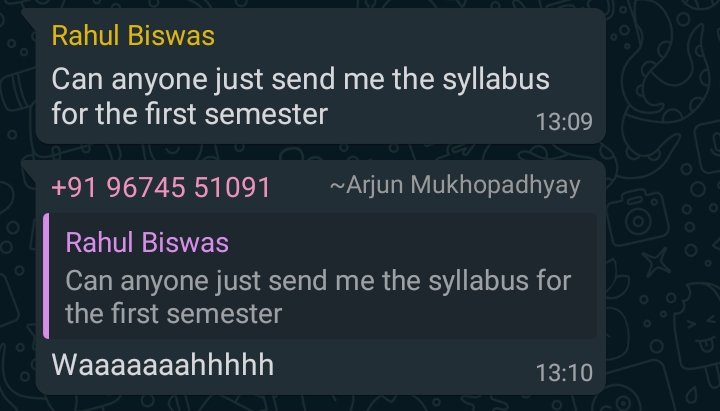 Rahul Biswas
Can anyone just send me the syllabus
for the first semester
13:09
+91 96745 51091 ~Arjun Mukhopadhyay
Rahul Biswas
Can anyone just send me the syllabus for
the first semester
Waaaaaaahhhhh
13:10